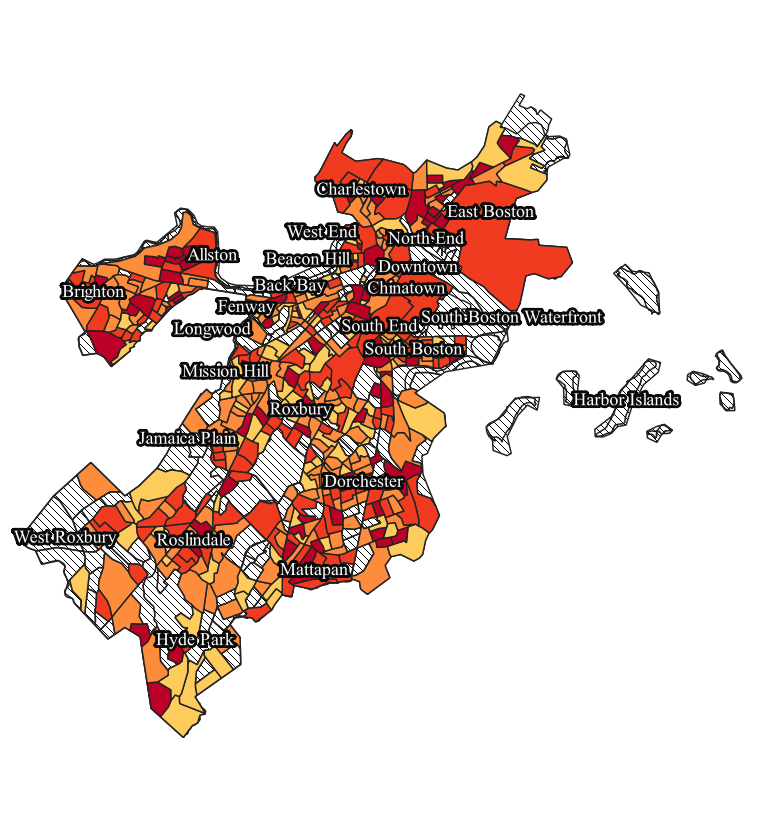 Charlestown
East Boston
West End
North End
Allston
Beacon Hill
Downtown
Back Bay
Chinatown
Brighton
Fenway
South Boston Waterfront
Longwood
South End
South Boston
Mission Hill
Harbor Islands
Roxbury
Jamaica Plain
Dorchester
West Roxbury
Roslindale
Mattapan
Hyde Park